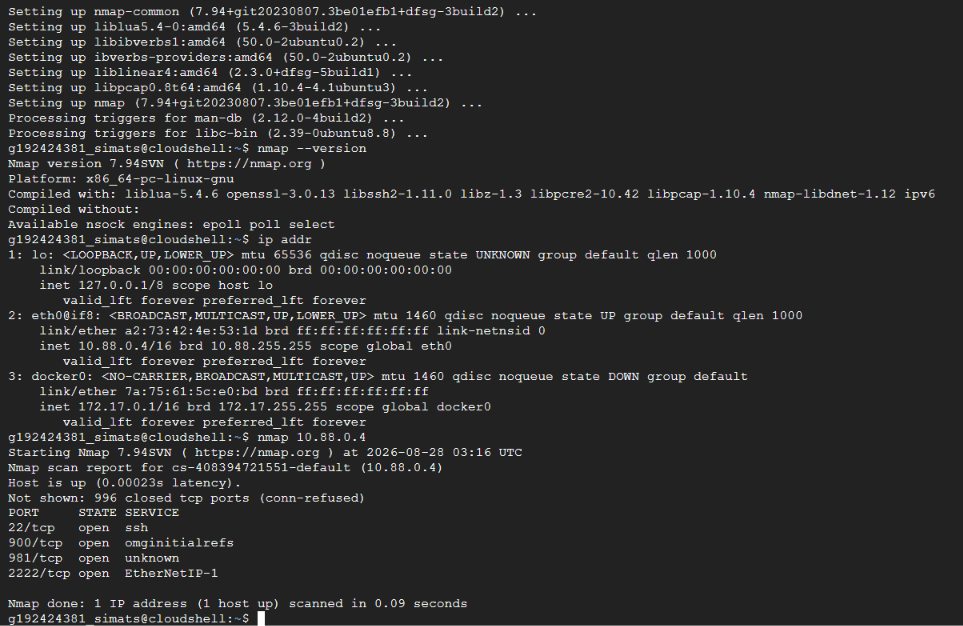 Setting up nmap-common (7.94+git20230807.3be01efb1+dfsg-3build2) ...
Setting up liblua5.4-0:amd64 (5.4.6-3build2) ...
Setting up libibverbs1:amd64 (50.0-2ubuntu0.2) ...
Setting up ibverbs-providers:amd64 (50.0-2ubuntu0.2) ...
Setting up liblinear4:amd64 (2.3.0+dfsg-5build1) ...
Setting up libpcap0.8t64:amd64 (1.10.4-4.1ubuntu3) ...
Setting up nmap (7.94+git20230807.3be01efb1+dfsg-3build2) ...
Processing triggers for man-db (2.12.0-4build2) ...
Processing triggers for libc-bin (2.39-0ubuntu8.8) ...
g192424381_simats@cloudshell:~$ nmap --version
Nmap version 7.94SVN ( https://nmap.org )
Platform: x86_64-pc-linux-gnu
Compiled with: liblua-5.4.6 openssl-3.0.13 libssh2-1.11.0 libz-1.3 libpcre2-10.42 libpcap-1.10.4 nmap-libdnet-1.12 ipv6
Compiled without:
Available nsock engines: epoll poll select
g192424381_simats@cloudshell:~$ ip addr
1: lo: <LOOPBACK,UP,LOWER_UP> mtu 65536 qdisc noqueue state UNKNOWN group default qlen 1000
    link/loopback 00:00:00:00:00:00 brd 00:00:00:00:00:00
    inet 127.0.0.1/8 scope host lo
       valid_lft forever preferred_lft forever
2: eth0@if8: <BROADCAST,MULTICAST,UP,LOWER_UP> mtu 1460 qdisc noqueue state UP group default qlen 1000
    link/ether a2:73:42:4e:53:1d brd ff:ff:ff:ff:ff:ff link-netnsid 0
    inet 10.88.0.4/16 brd 10.88.255.255 scope global eth0
       valid_lft forever preferred_lft forever
3: docker0: <NO-CARRIER,BROADCAST,MULTICAST,UP> mtu 1460 qdisc noqueue state DOWN group default
    link/ether 7a:75:61:5c:e0:bd brd ff:ff:ff:ff:ff:ff
    inet 172.17.0.1/16 brd 172.17.255.255 scope global docker0
       valid_lft forever preferred_lft forever
g192424381_simats@cloudshell:~$ nmap 10.88.0.4
Starting Nmap 7.94SVN ( https://nmap.org ) at 2026-08-28 03:16 UTC
Nmap scan report for cs-408394721551-default (10.88.0.4)
Host is up (0.00023s latency).
Not shown: 996 closed tcp ports (conn-refused)
PORT     STATE SERVICE
22/tcp   open  ssh
900/tcp  open  omginitialrefs
981/tcp  open  unknown
2222/tcp open  EtherNetIP-1

Nmap done: 1 IP address (1 host up) scanned in 0.09 seconds
g192424381_simats@cloudshell:~$